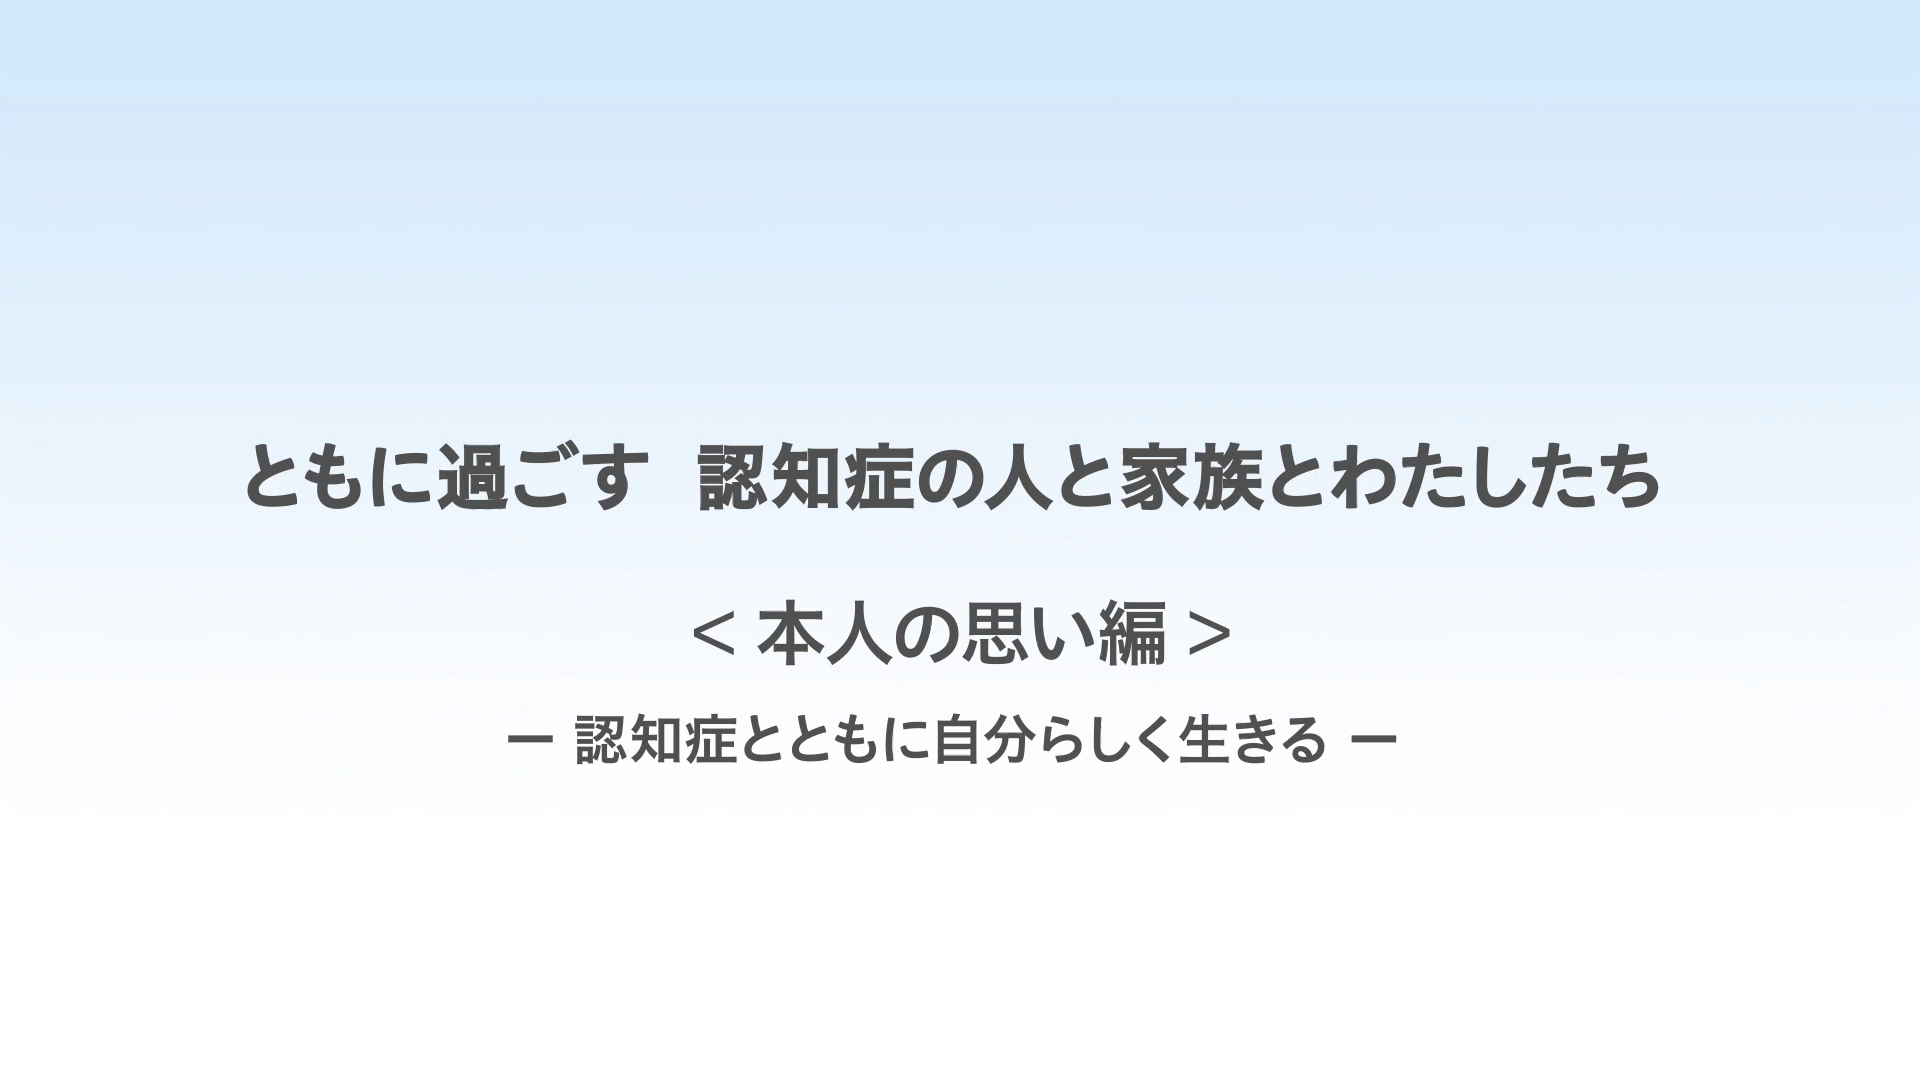 ともに過ごす　認知症の人と家族とわたしたち
< 本人の思い編 >
ー 認知症とともに自分らしく生きる ー